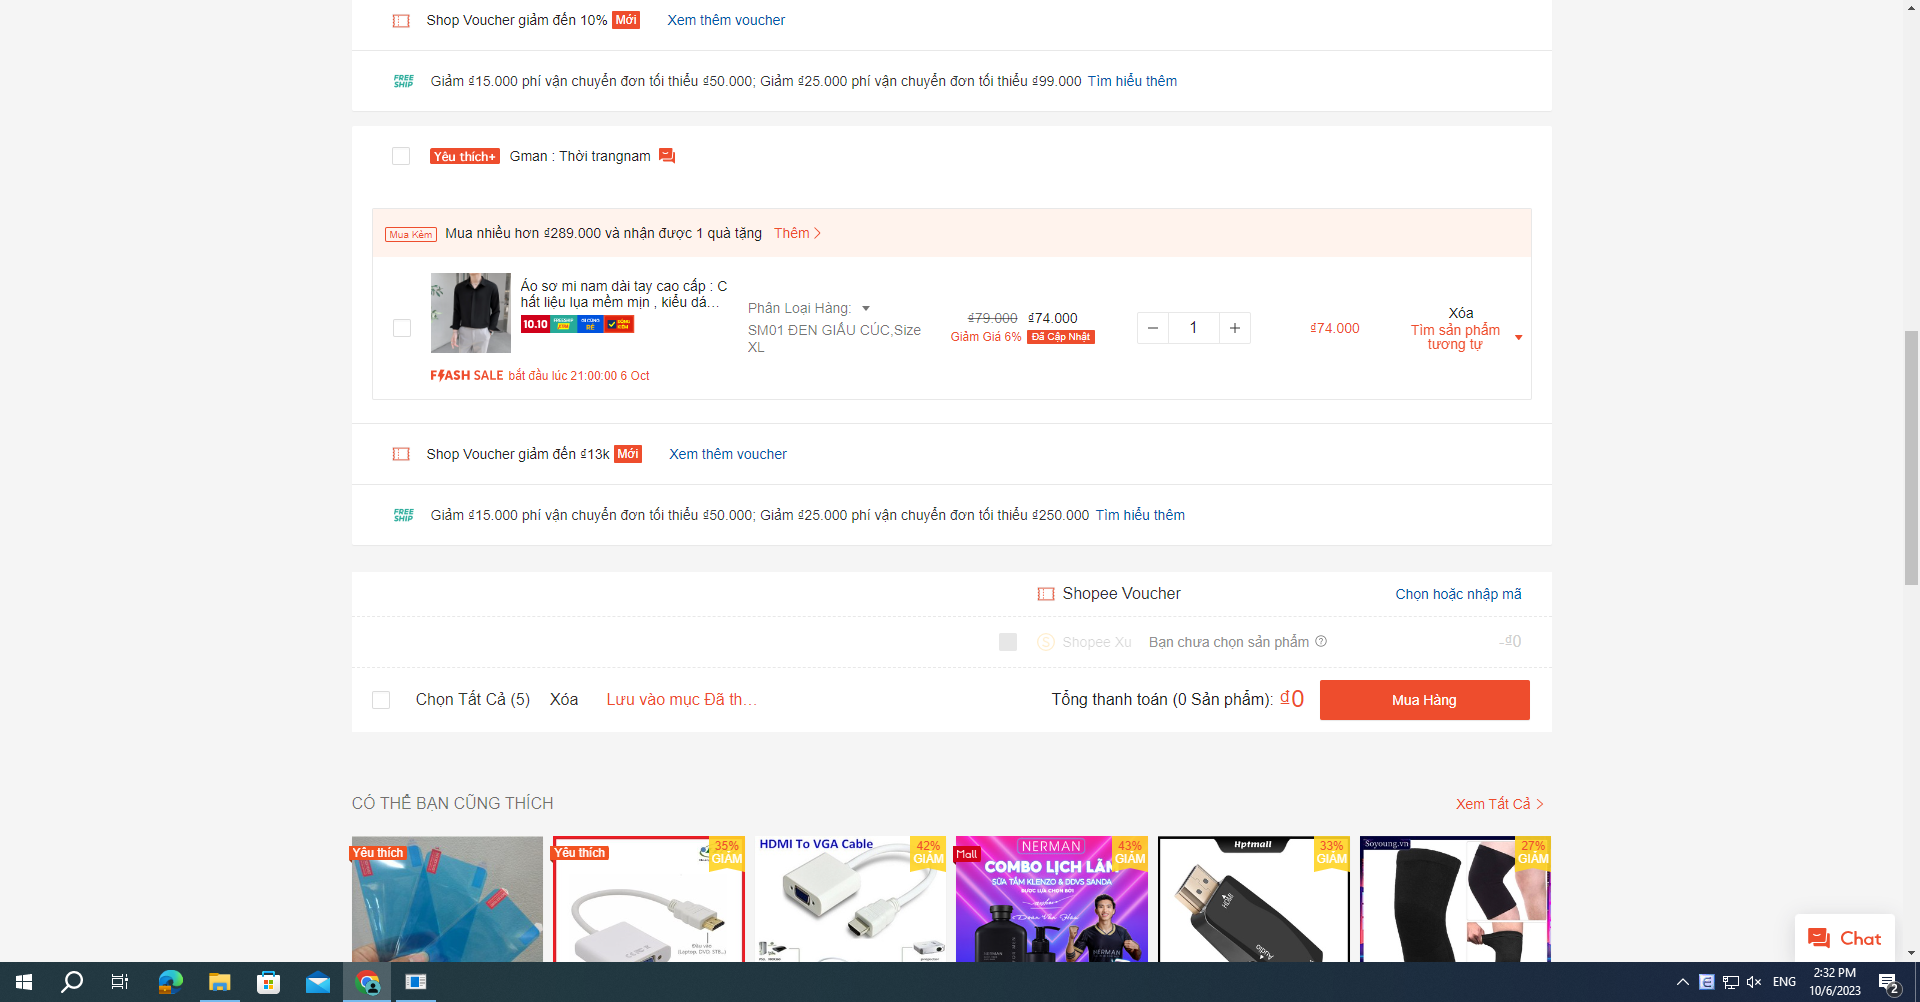 Shop Voucher giảm đến 10% Mới Xem thêm voucher
FREE SHIP Giảm ₫15.000 phí vận chuyển đơn tối thiểu ₫50.000; Giảm ₫25.000 phí vận chuyển đơn tối thiểu ₫99.000 Tìm hiểu thêm
Yêu thích+ Gman : Thời trangnam
Mua Kèm Mua nhiều hơn ₫289.000 và nhận được 1 quà tặng Thêm
Áo sơ mi nam dài tay cao cấp : C
hất liệu lụa mềm mịn , kiểu dá...
10.10
Phân Loại Hàng:
SM01 ĐEN GIẤU CÚC,Size
XL
₫79.000 ₫74.000
Giảm Giá 6% Đã Cập Nhật
1
₫74.000
Xóa
Tìm sản phẩm
tương tự
FLASH SALE bắt đầu lúc 21:00:00 6 Oct
Shop Voucher giảm đến ₫13k Mới Xem thêm voucher
FREE SHIP Giảm ₫15.000 phí vận chuyển đơn tối thiểu ₫50.000; Giảm ₫25.000 phí vận chuyển đơn tối thiểu ₫250.000 Tìm hiểu thêm
Shopee Voucher Chọn hoặc nhập mã
Shopee Xu Bạn chưa chọn sản phẩm -₫0
Chọn Tất Cả (5) Xóa Lưu vào mục Đã th... Tổng thanh toán (0 Sản phẩm): ₫0 Mua Hàng
CÓ THỂ BẠN CŨNG THÍCH Xem Tất Cả
Yêu thích
Yêu thích
35%
GIẢM
HDMI To VGA Cable
42%
GIẢM
Mall
NERMAN
COMBO LỊCH LÃM
SỮA TẮM KLENZO & DDVS SANDA
43%
GIẢM
NERMAN
Hptmall
33%
GIẢM
HDMI
Audio
Soyoung.vn
27%
GIẢM
Chat
ENG
2:32 PM
10/6/2023
2